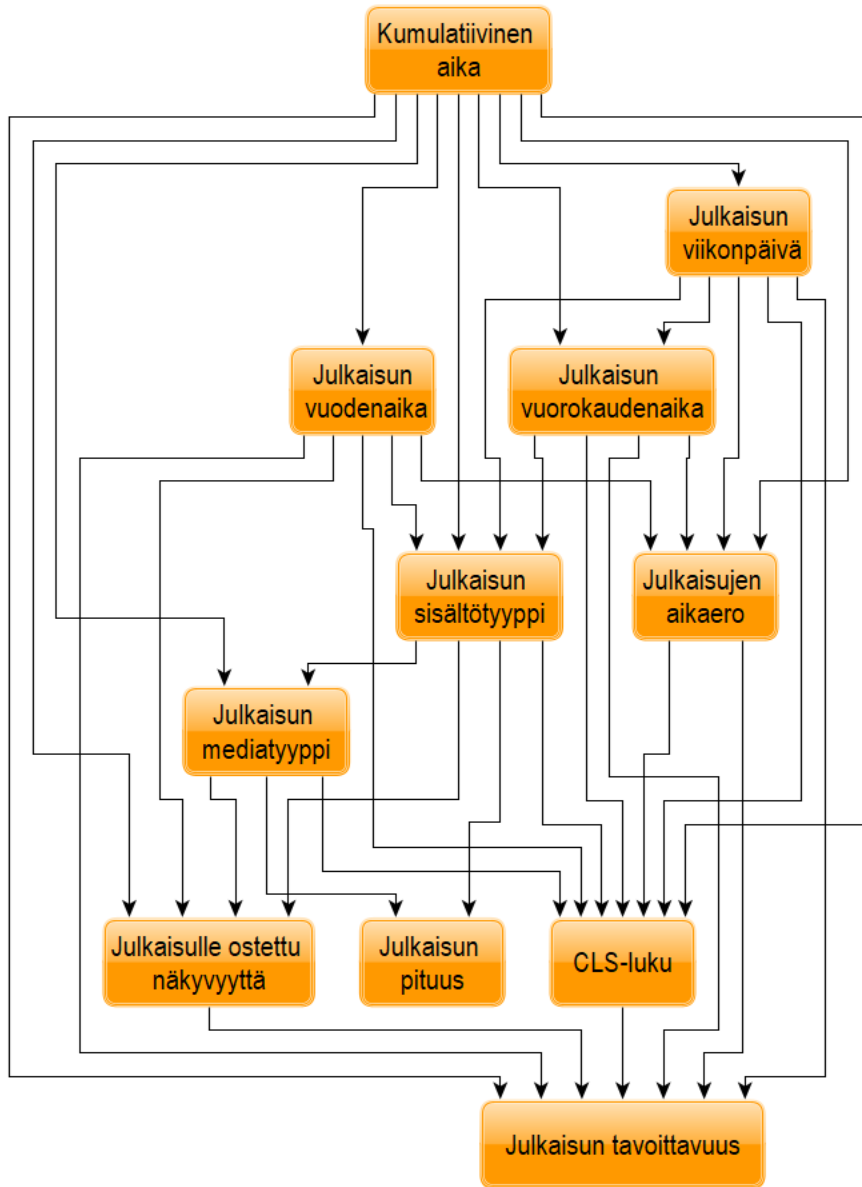 Kumulatiivinen
aika
Julkaisun
viikonpäivä
Julkaisun
vuodenaika
Julkaisun
vuorokaudenaika
Julkaisun
sisältötyyppi
Julkaisujen
aikaero
Julkaisun
mediatyyppi
Julkaisulle ostettu
näkyvyyttä
Julkaisun
pituus
CLS-luku
Julkaisun tavoittavuus